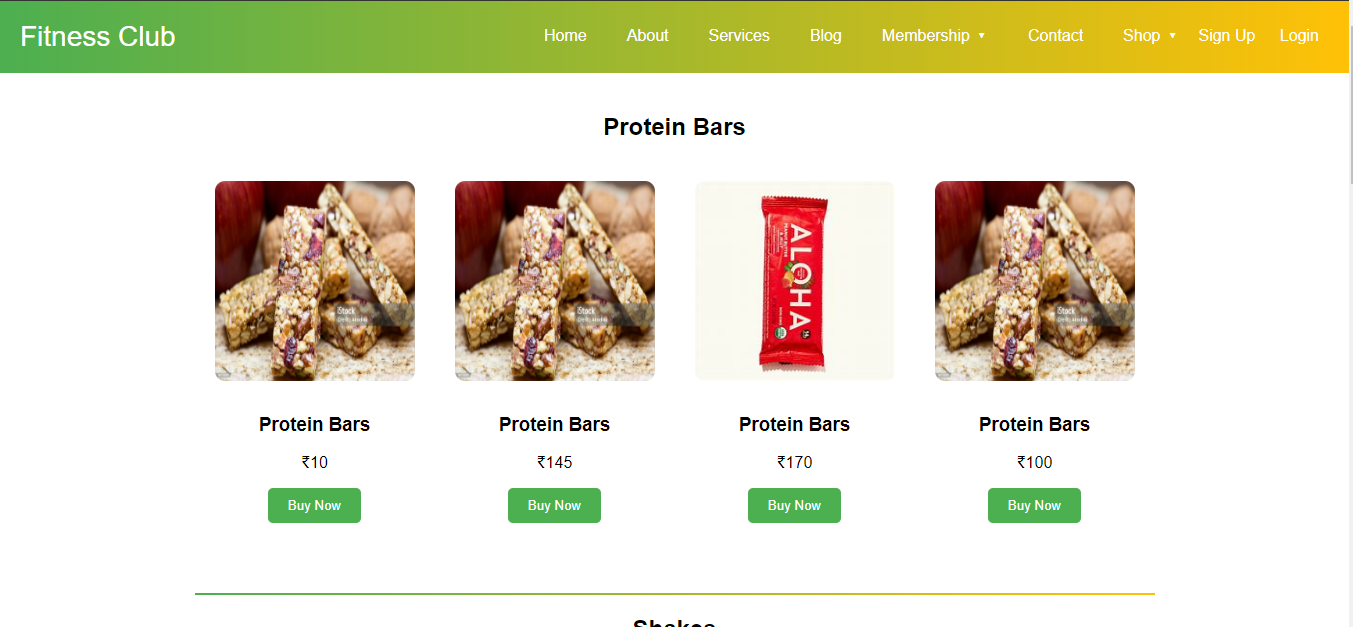 Fitness Club
Home About Services Blog Membership ▾ Contact Shop ▾ Sign Up Login
Protein Bars
iStock
iStock
ALOHA
iStock
Protein Bars Protein Bars Protein Bars Protein Bars
₹10 ₹145 ₹170 ₹100
Buy Now Buy Now Buy Now Buy Now
Shakes